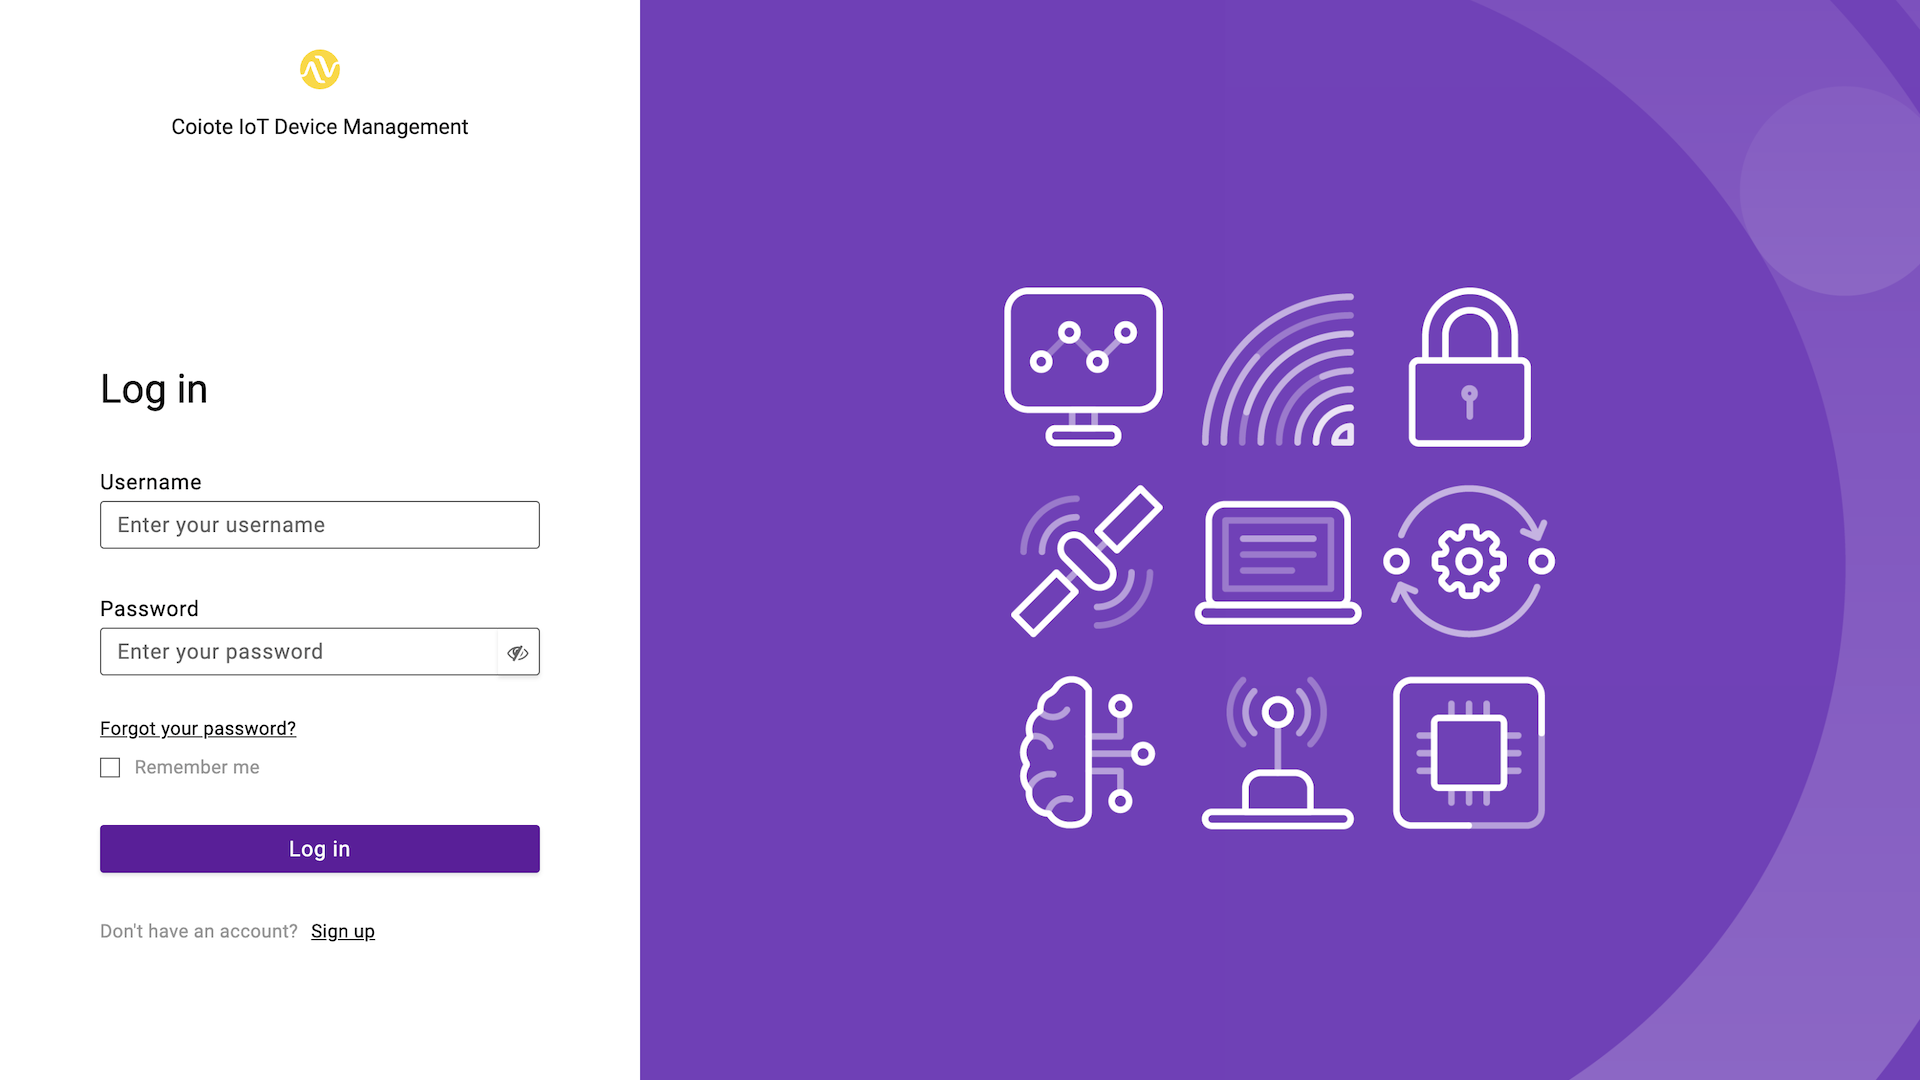 Coiote IoT Device Management
Log in
Username
Enter your username
Password
Enter your password
Forgot your password?
Remember me
Log in
Don't have an account? Sign up